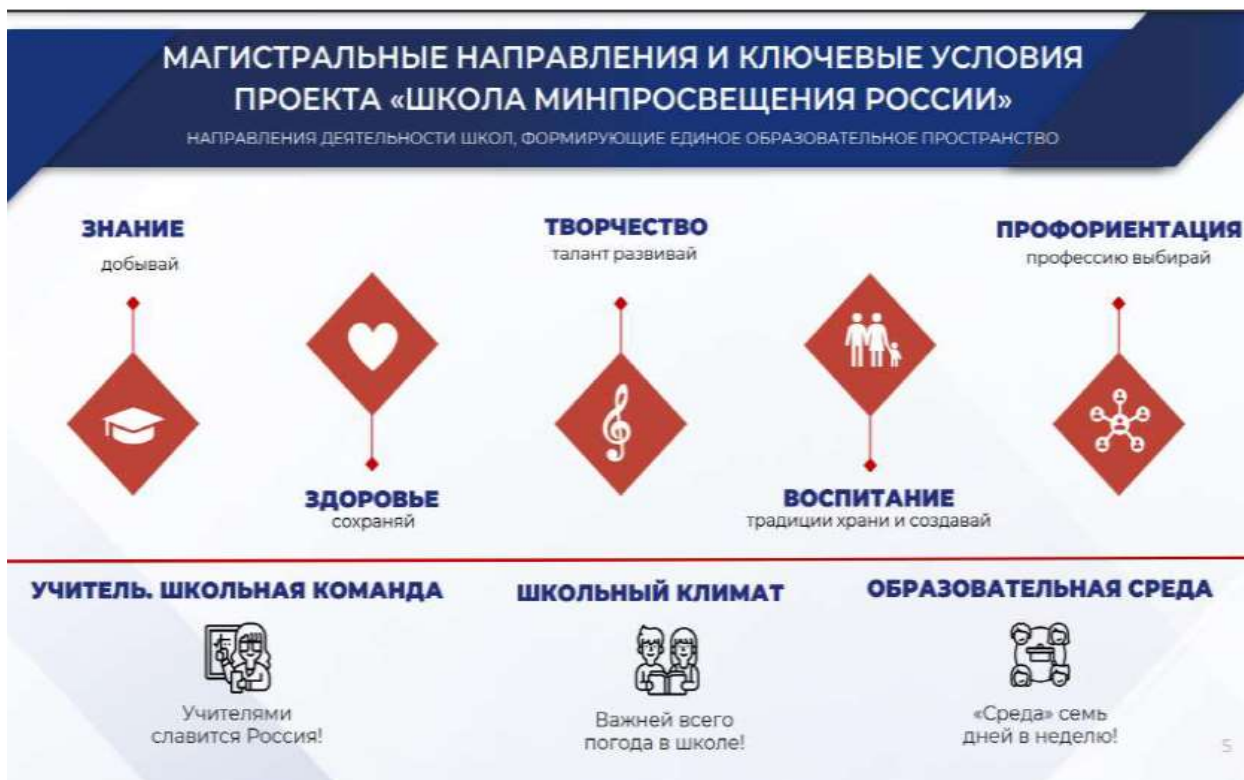 МАГИСТРАЛЬНЫЕ НАПРАВЛЕНИЯ И КЛЮЧЕВЫЕ УСЛОВИЯ
ПРОЕКТА «ШКОЛА МИНПРОСВЕЩЕНИЯ РОССИИ»
НАПРАВЛЕНИЯ ДЕЯТЕЛЬНОСТИ ШКОЛ, ФОРМИРУЮЩИЕ ЕДИНОЕ ОБРАЗОВАТЕЛЬНОЕ ПРОСТРАНСТВО
ЗНАНИЕ
добывай
ЗДОРОВЬЕ
сохраняй
ТВОРЧЕСТВО
талант развивай
ВОСПИТАНИЕ
традиции храни и создавай
ПРОФОРИЕНТАЦИЯ
профессию выбирай
УЧИТЕЛЬ. ШКОЛЬНАЯ КОМАНДА
Учителями
славится Россия!
ШКОЛЬНЫЙ КЛИМАТ
Важней всего
погода в школе!
ОБРАЗОВАТЕЛЬНАЯ СРЕДА
«Среда» семь
дней в неделю!
5